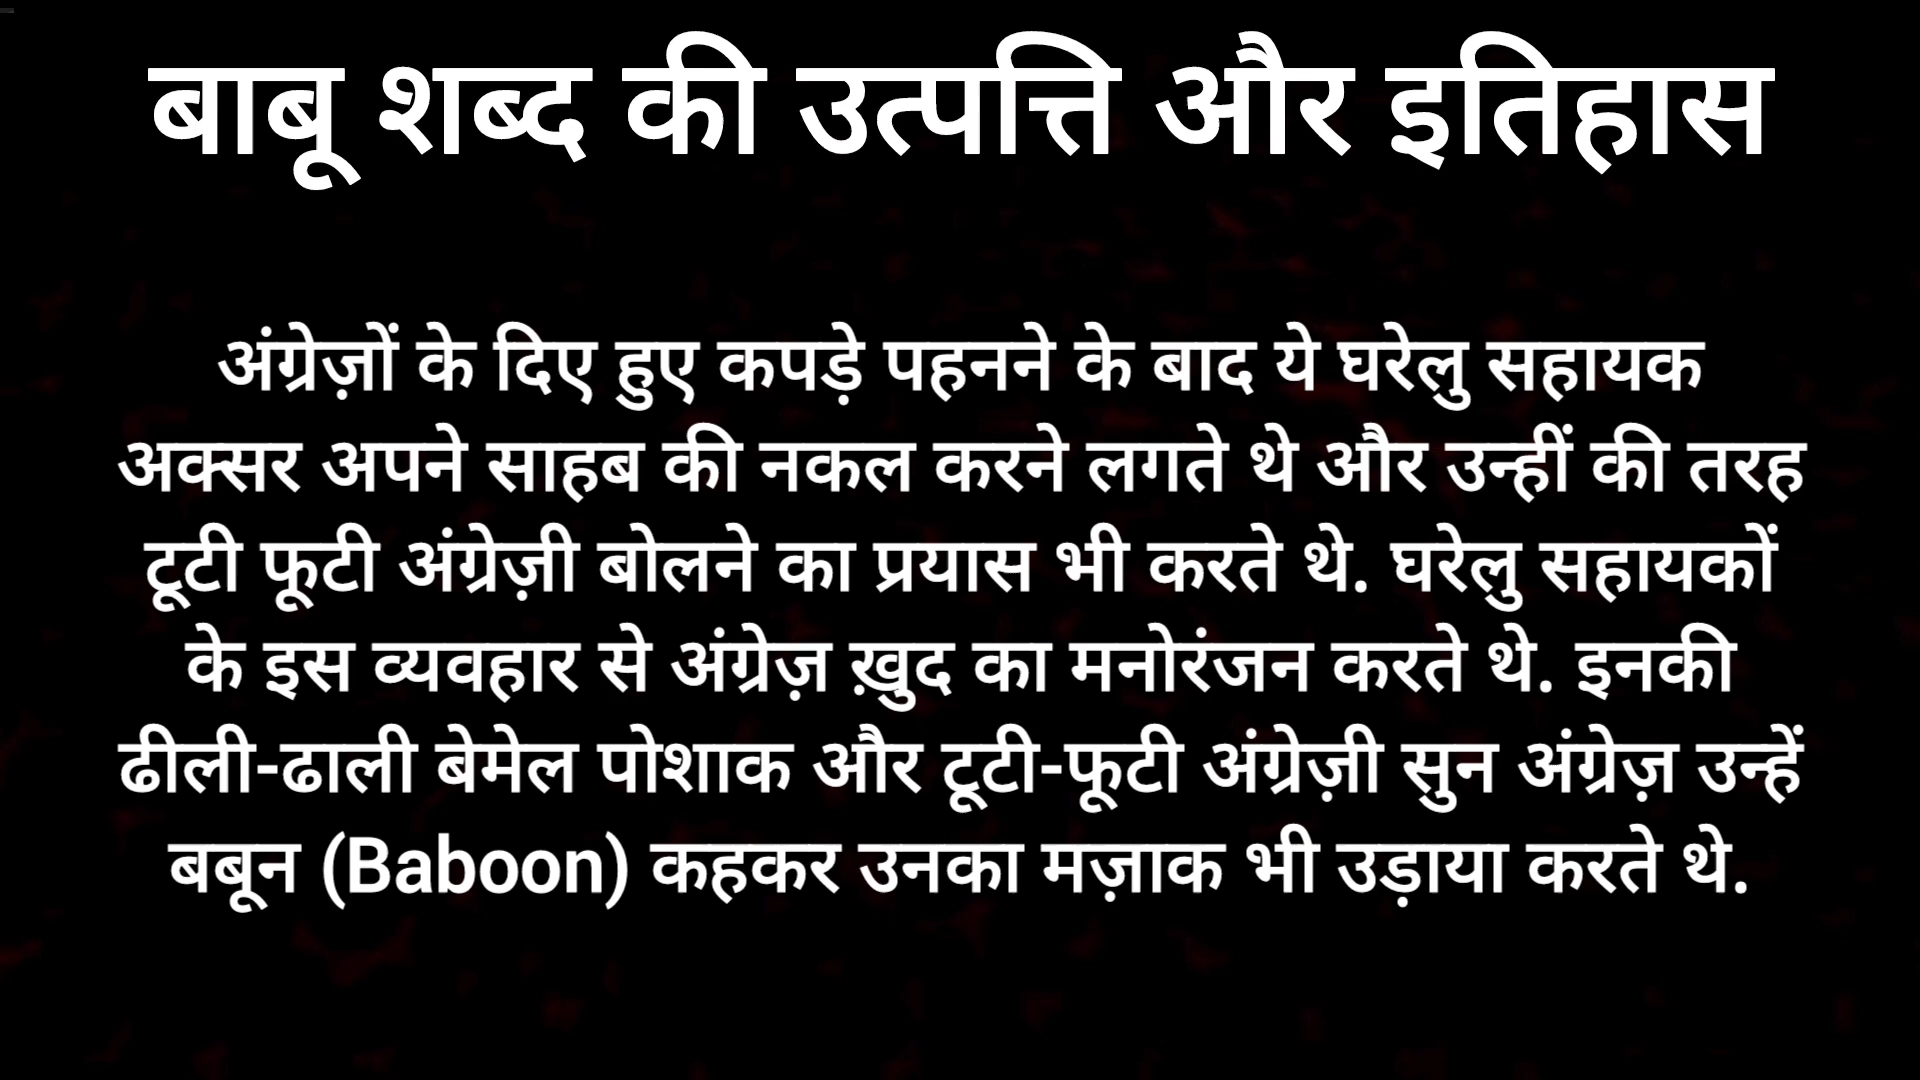 बाबू शब्द की उत्पत्ति और इतिहास
अंग्रेज़ों के दिए हुए कपड़े पहनने के बाद ये घरेलु सहायक
अक्सर अपने साहब की नकल करने लगते थे और उन्हीं की तरह
टूटी फूटी अंग्रेज़ी बोलने का प्रयास भी करते थे. घरेलु सहायकों
के इस व्यवहार से अंग्रेज़ ख़ुद का मनोरंजन करते थे. इनकी
ढीली-ढाली बेमेल पोशाक और टूटी-फूटी अंग्रेज़ी सुन अंग्रेज़ उन्हें
बबून (Baboon) कहकर उनका मज़ाक भी उड़ाया करते थे.